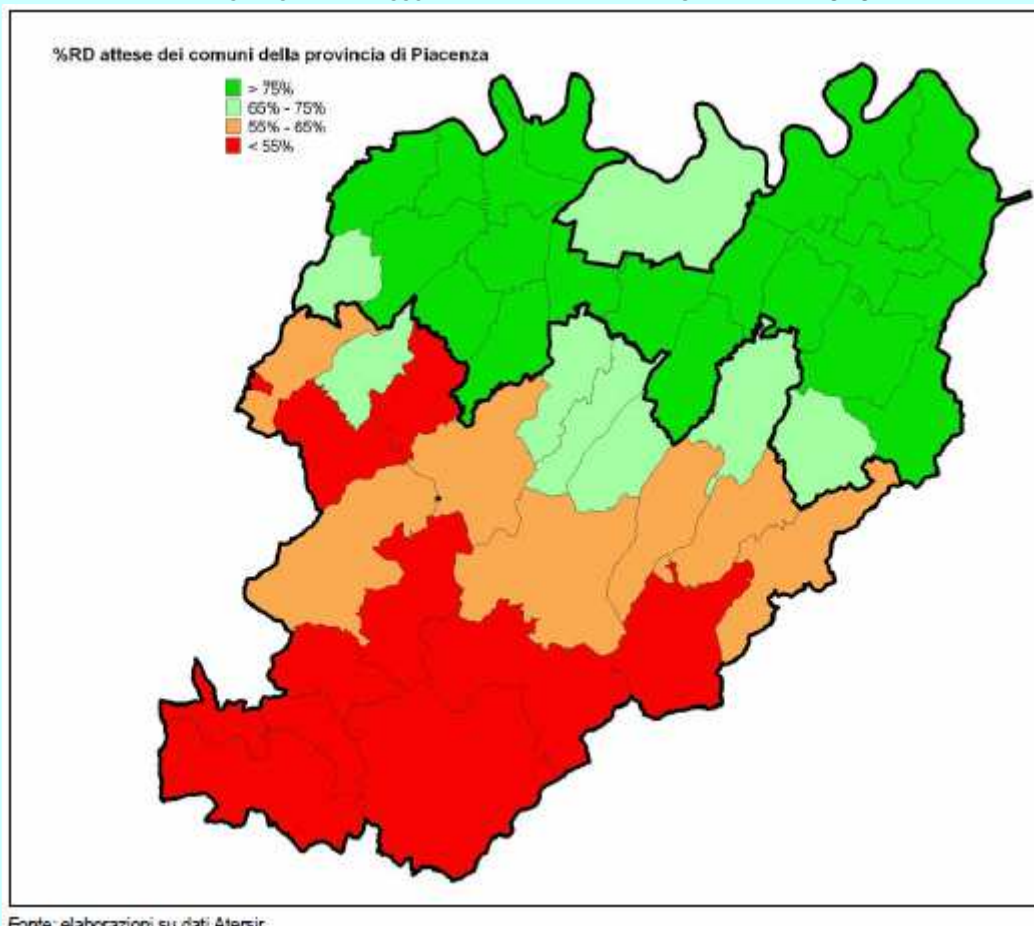 %RD attese dei comuni della provincia di Piacenza
> 75%
65% - 75%
55% - 65%
< 55%
Fonte: elaborazioni su dati Atersir